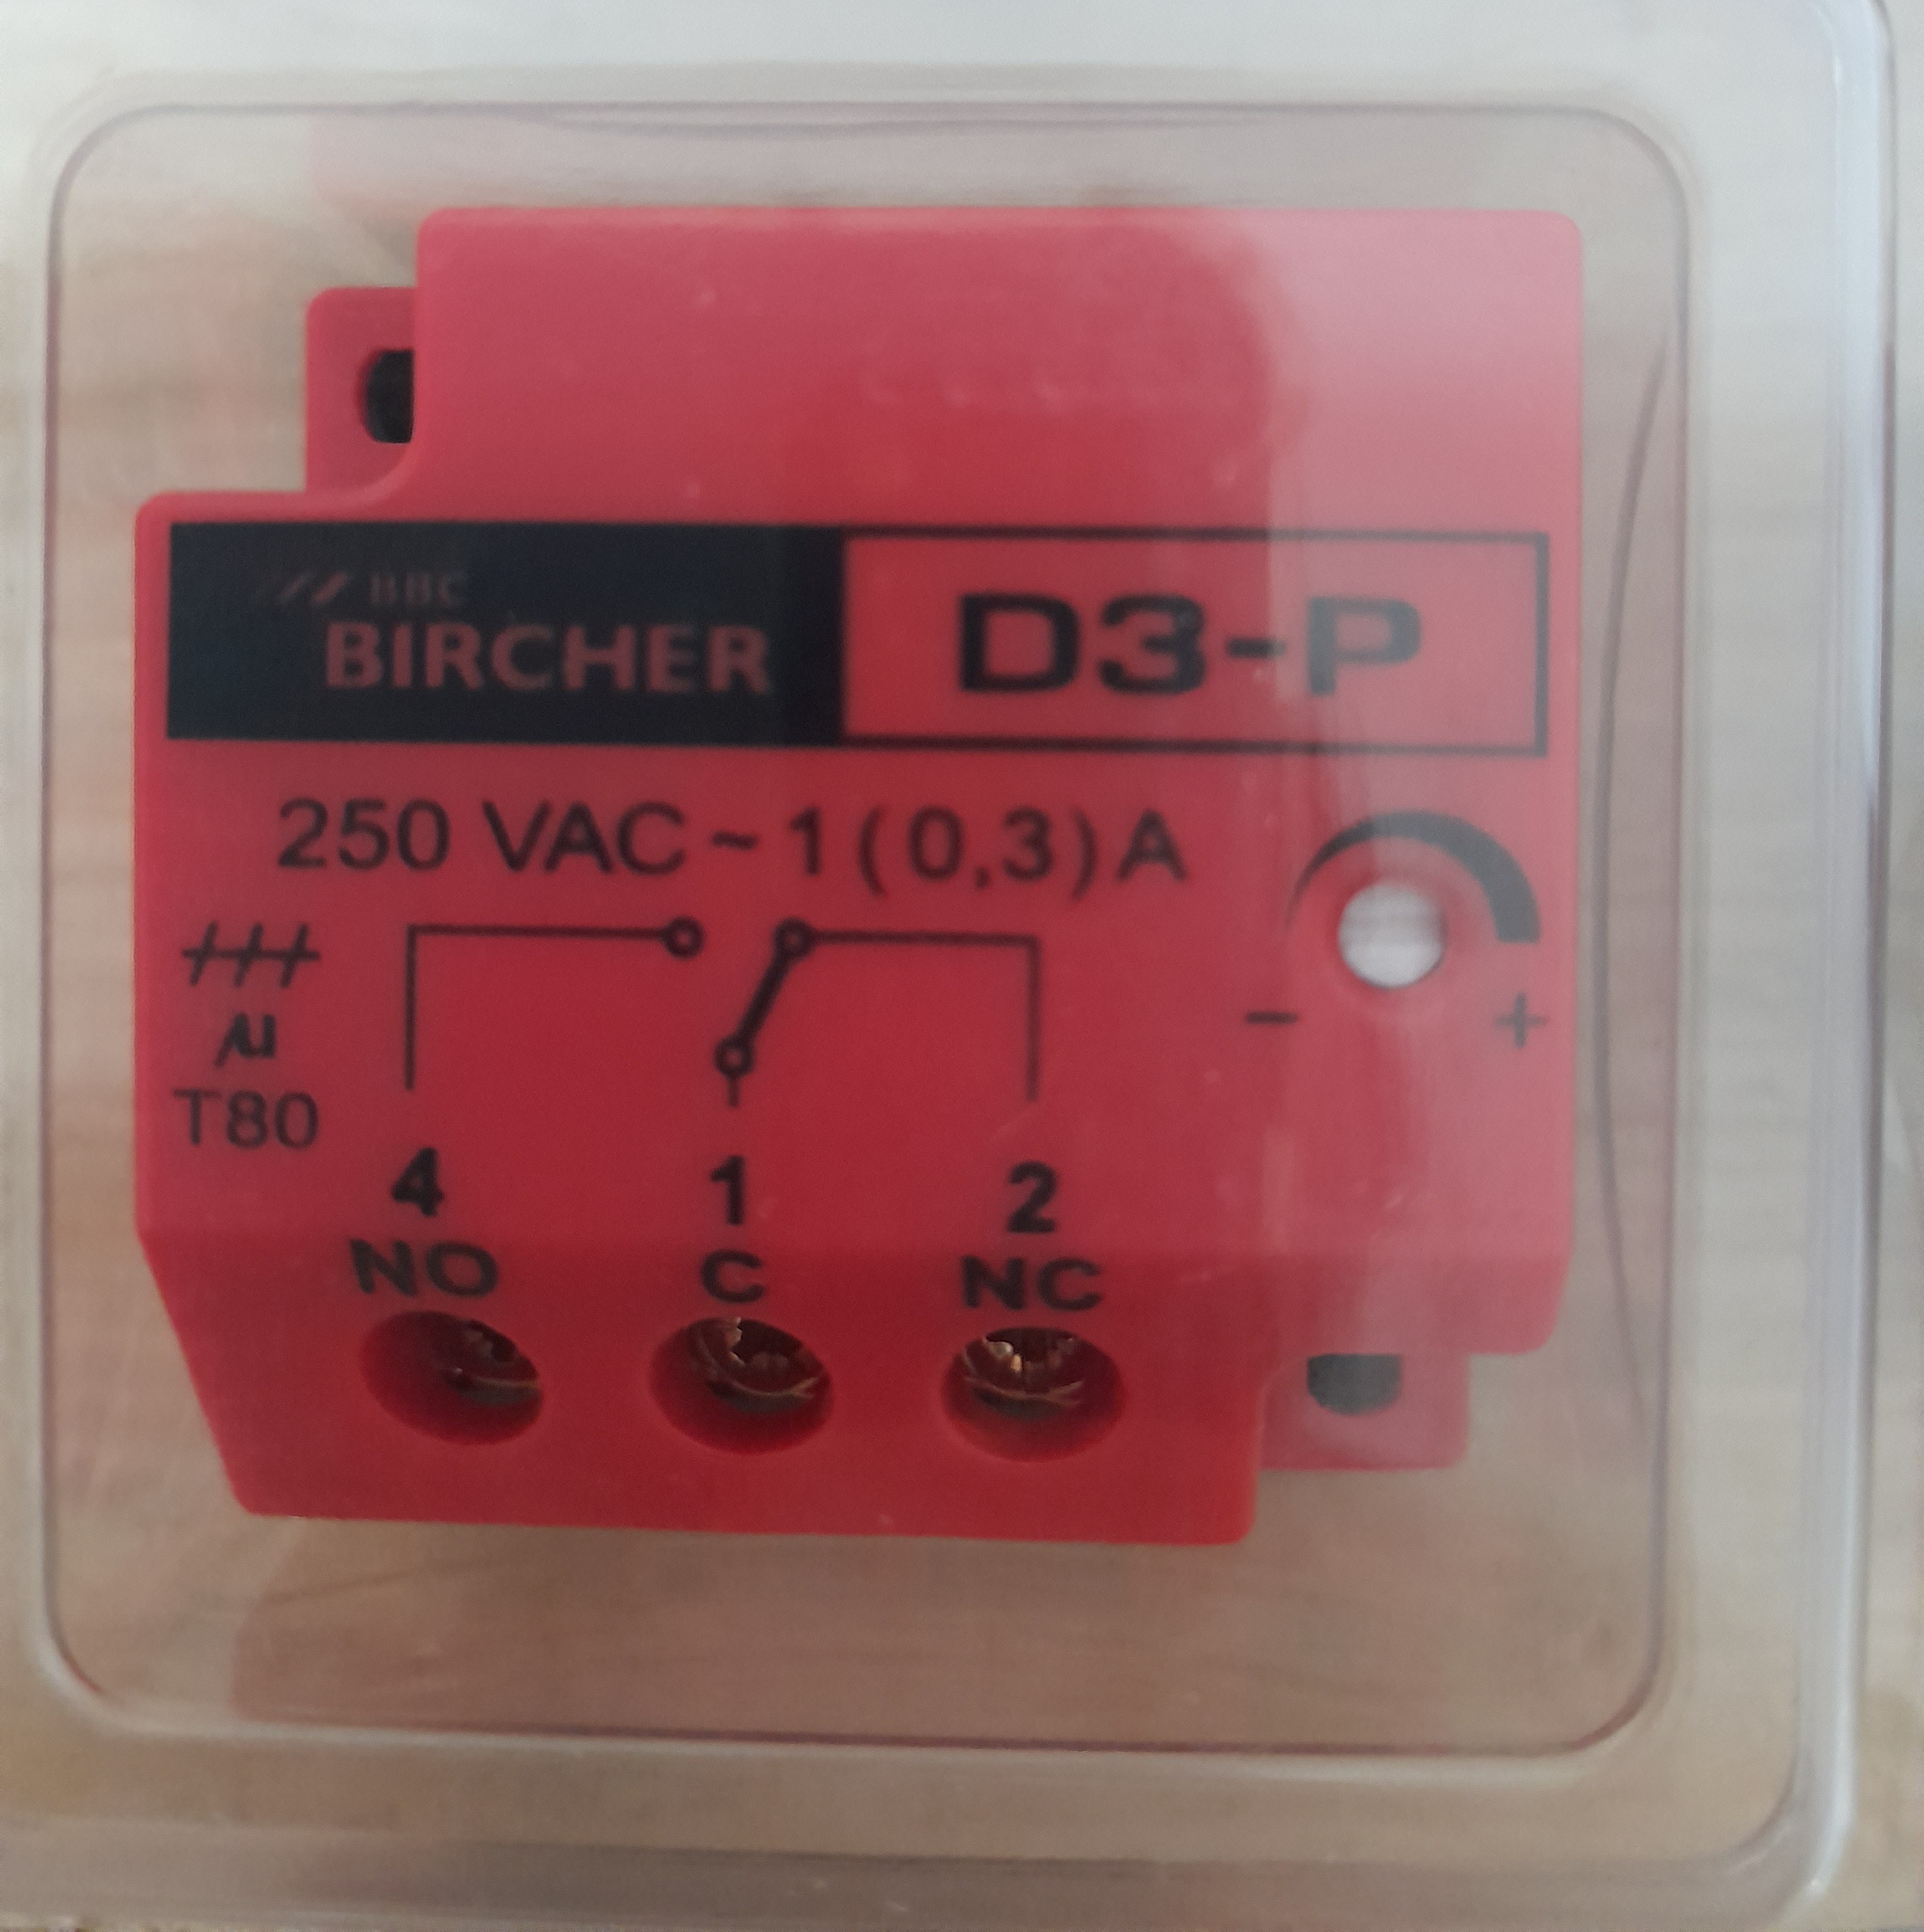 BBC
BIRCHER D3-P
250 VAC~1(0,3)A
µ
T80
- +
4 1 2
NO C NC